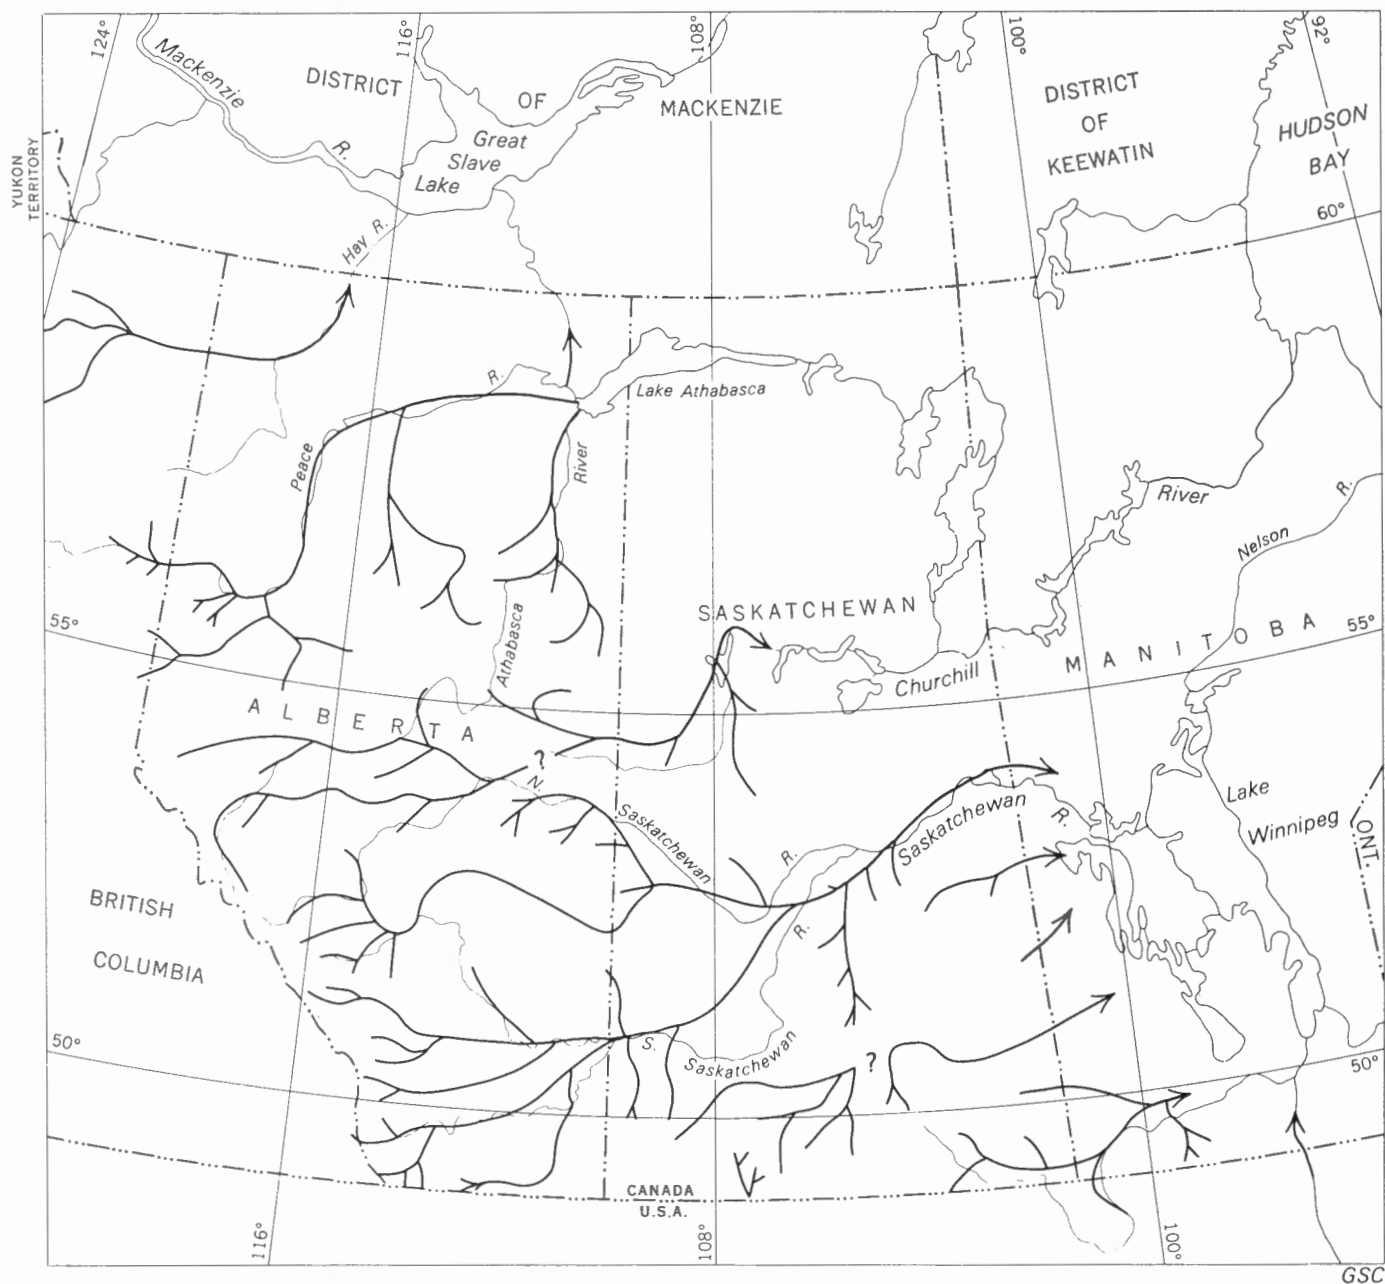 124°
116°
108°
100°
92°
Mackenzie
R.
DISTRICT
OF
MACKENZIE
Great
Slave
Lake
DISTRICT
OF
KEEWATIN
HUDSON
BAY
YUKON
TERRITORY
60°
Hay R.
R.
Lake Athabasca
Peace
River
River
R.
Nelson
55°
SASKATCHEWAN
55°
MANITOBA
Athabasca
Churchill
ALBERTA
?
N.
Saskatchewan
R.
Saskatchewan
R.
Lake
Winnipeg
ONT.
BRITISH
COLUMBIA
R.
50°
S.
Saskatchewan
?
50°
CANADA
U.S.A.
116°
108°
100°
GSC